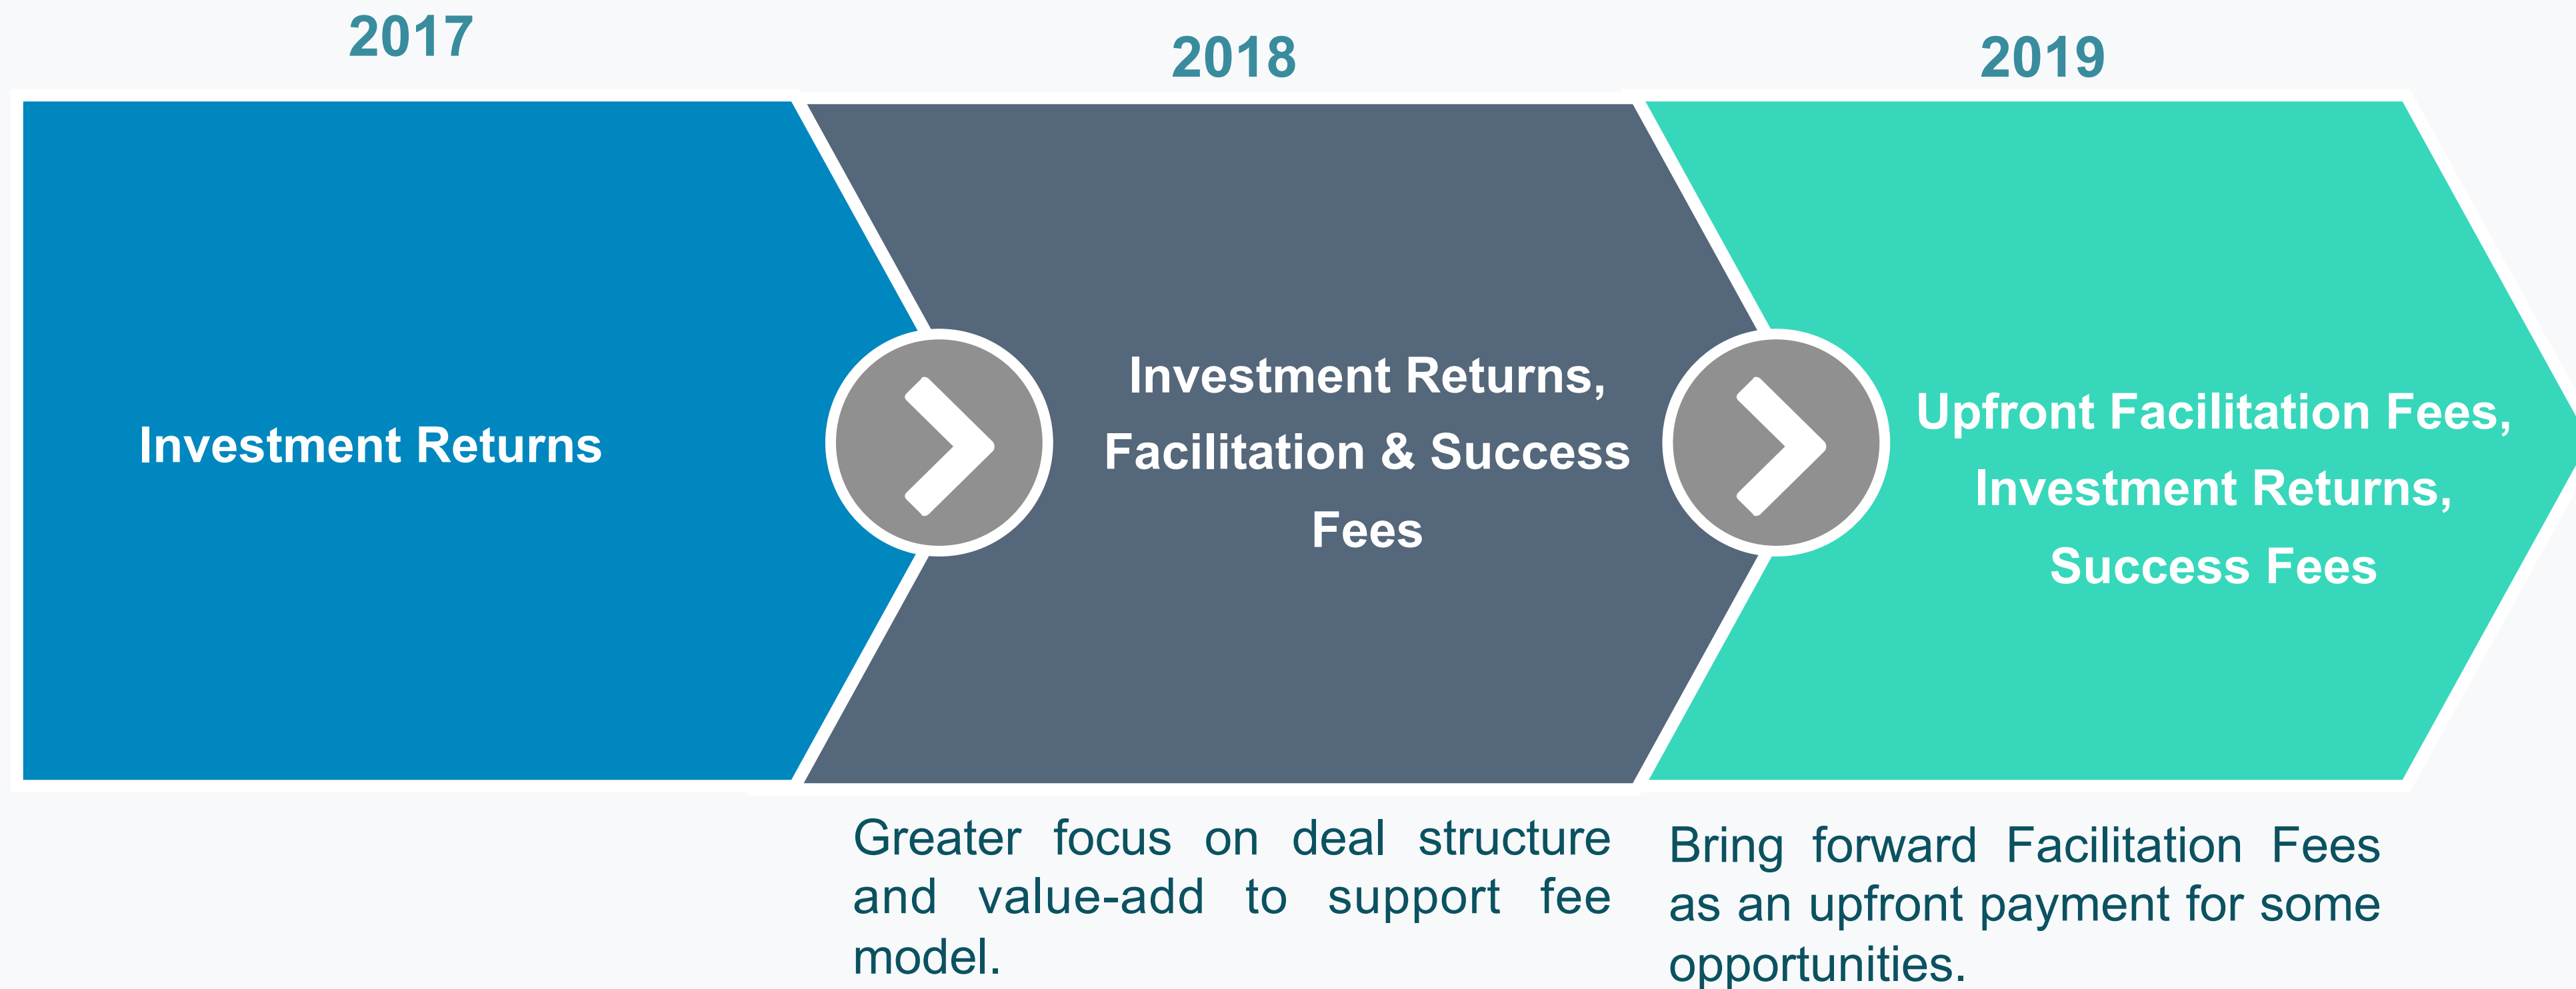 2017
2018
2019
Investment Returns
Investment Returns,
Facilitation & Success
Fees
Upfront Facilitation Fees,
Investment Returns,
Success Fees
Greater focus on deal structure
and value-add to support fee
model.
Bring forward Facilitation Fees
as an upfront payment for some
opportunities.